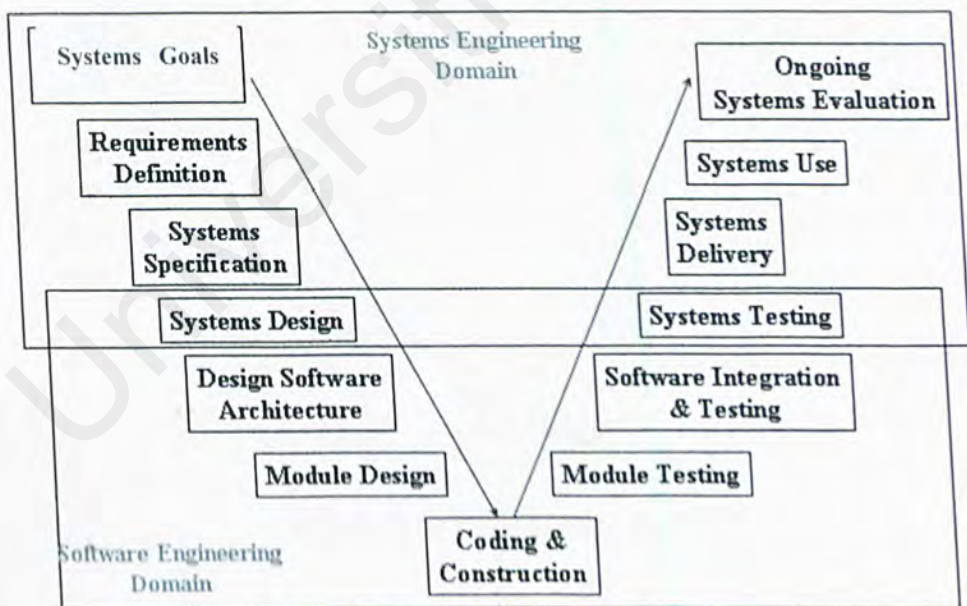 Systems Goals
Systems Engineering
Domain
Ongoing
Systems Evaluation
Requirements
Definition
Systems Use
Systems
Specification
Systems
Delivery
Systems Design
Systems Testing
Design Software
Architecture
Software Integration
& Testing
Module Design
Module Testing
Coding &
Construction
Software Engineering
Domain